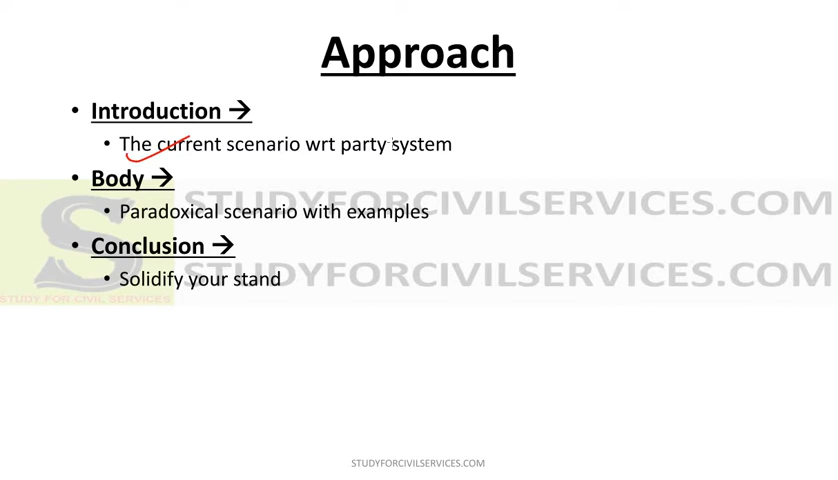 Approach
• Introduction →
• The current scenario wrt party system
• Body →
STUDYFORCIVILSERVICES.COM
• Paradoxical scenario with examples
• Conclusion →
STUDYFORCIVILSERVICES.COM
• Solidify your stand
S
STUDY FOR CIVIL SERVICES
STUDYFORCIVILSERVICES.COM